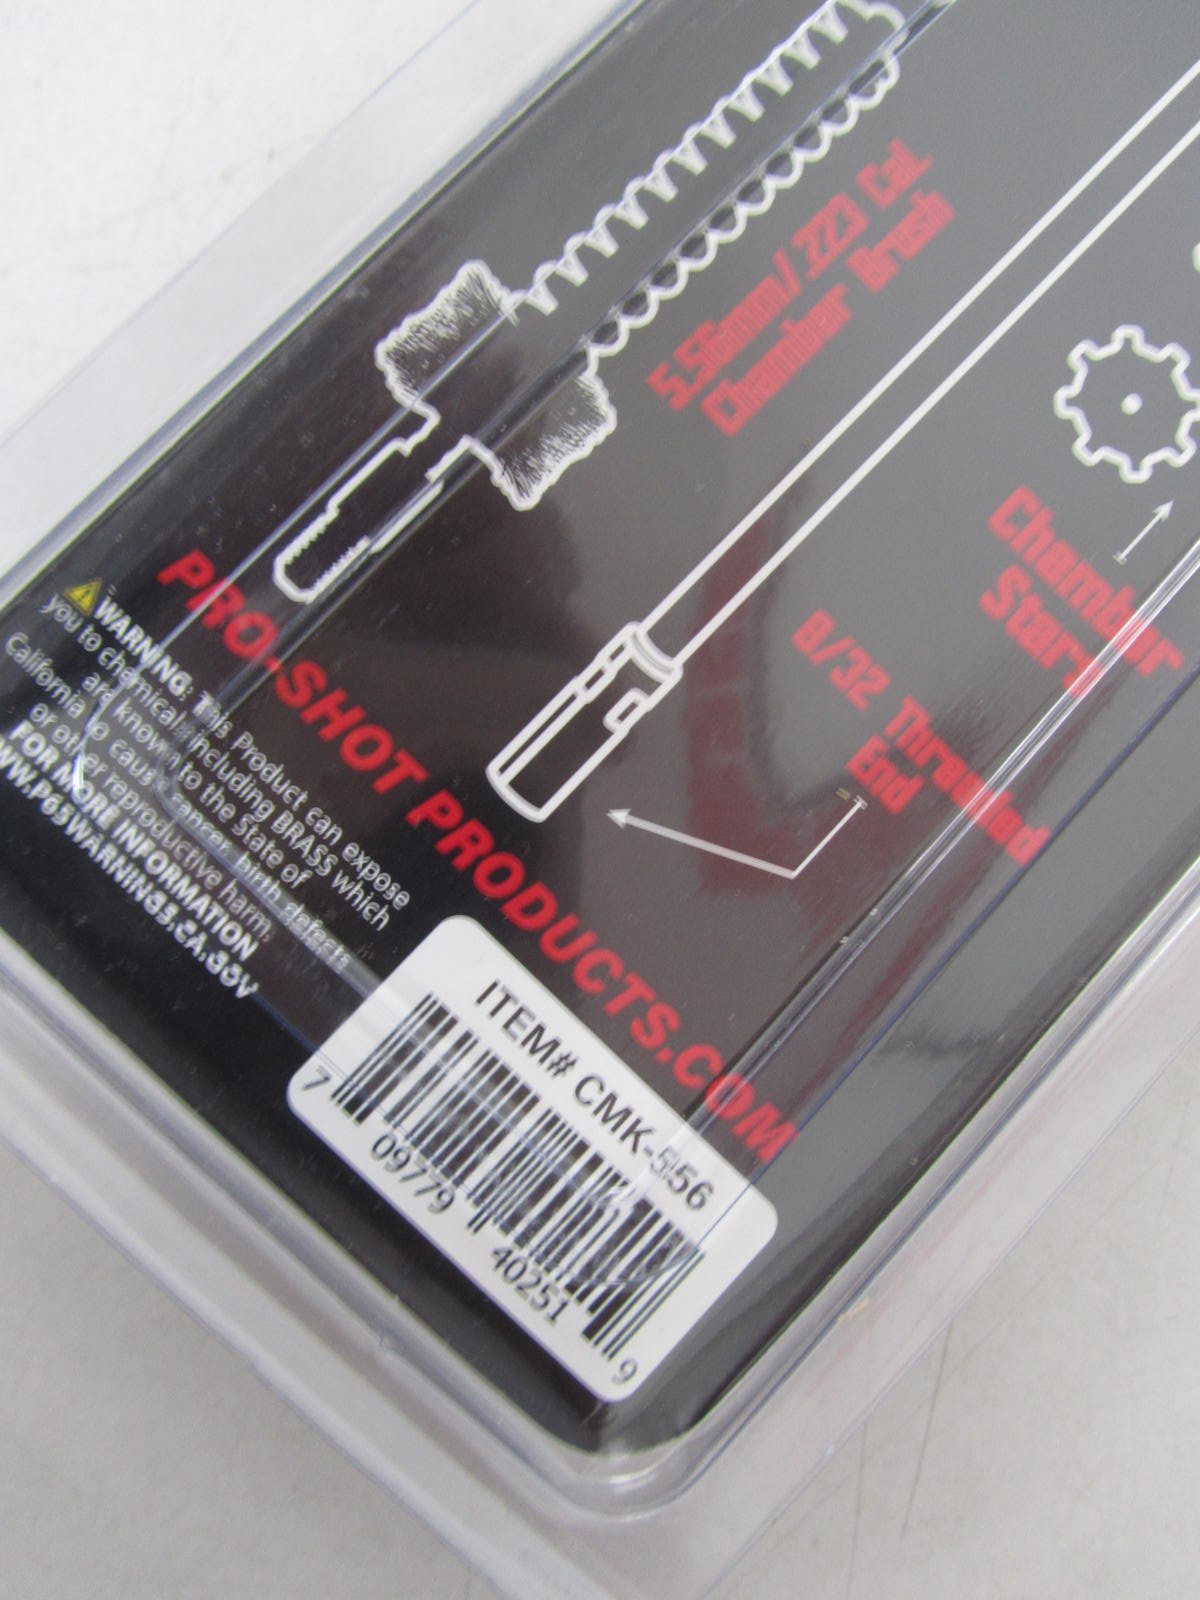 5.56mm/.223 Cal.
Chamber Brush
Chamber
Stary
8/32 Threaded
End
PRO-SHOT PRODUCTS.COM
WARNING: This Product can expose
you to chemicals including BRASS which
are known to the State of
California to cause cancer, birth defects
or other reproductive harm.
FOR MORE INFORMATION
WWW.P65WARNINGS.CA.GOV
ITEM# CMK-556
7 09779 40251 9